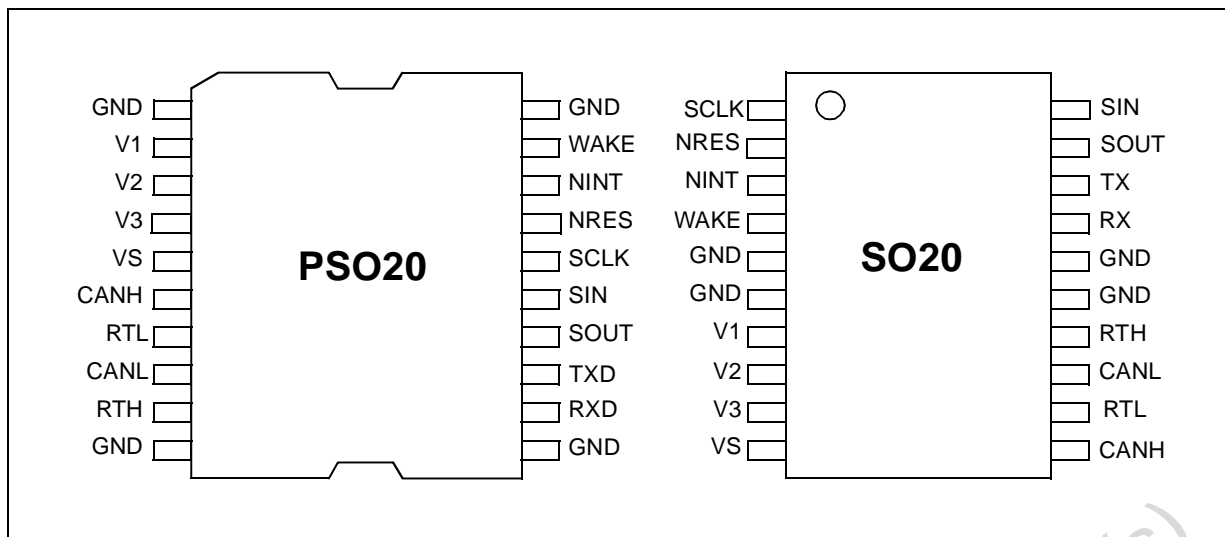 GND
V1
V2
V3
VS
CANH
RTL
CANL
RTH
GND
PSO20
GND
WAKE
NINT
NRES
SCLK
SIN
SOUT
TXD
RXD
GND
SCLK
NRES
NINT
WAKE
GND
GND
V1
V2
V3
VS
SO20
SIN
SOUT
TX
RX
GND
GND
RTH
CANL
RTL
CANH